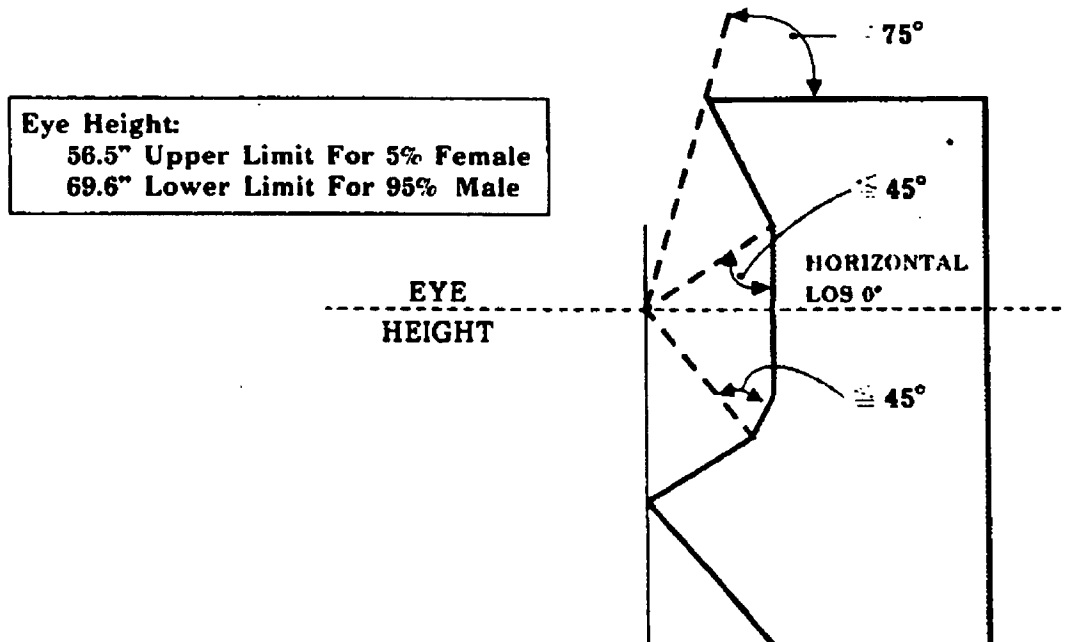 75°
Eye Height:
56.5" Upper Limit For 5% Female
69.6" Lower Limit For 95% Male
≦ 45°
HORIZONTAL
LOS 0°
EYE
HEIGHT
≦ 45°